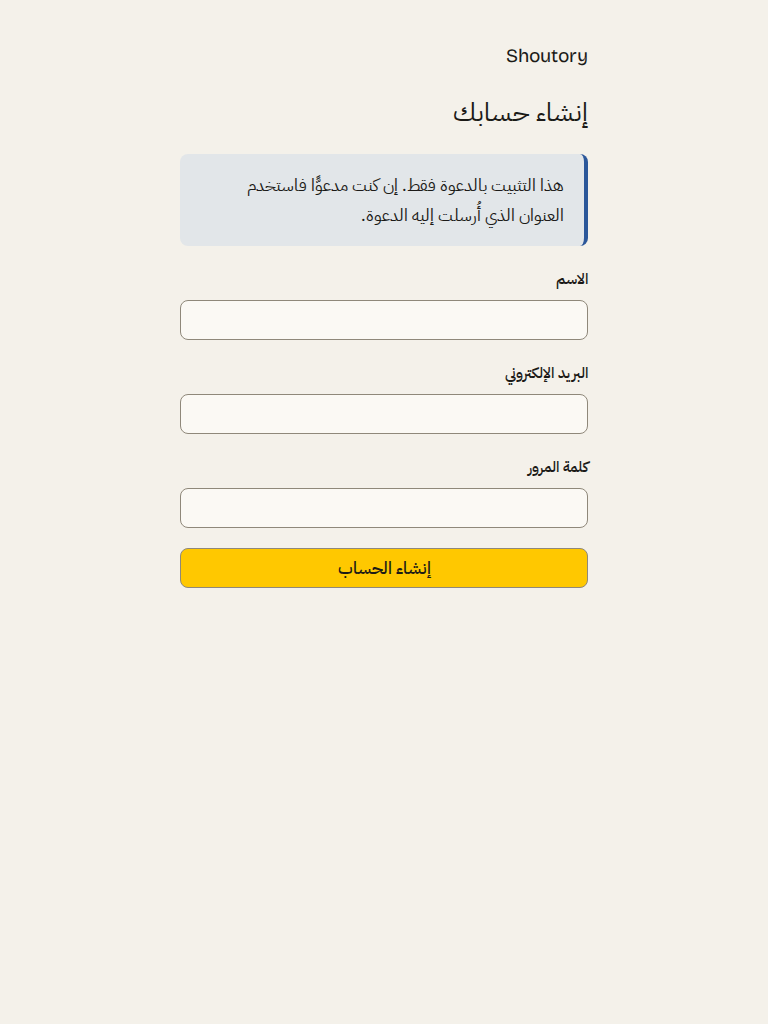 Shoutory
إنشاء حسابك
هذا التثبيت بالدعوة فقط. إن كنت مدعوًّا فاستخدم
العنوان الذي أُرسلت إليه الدعوة.
الاسم
البريد الإلكتروني
كلمة المرور
إنشاء الحساب